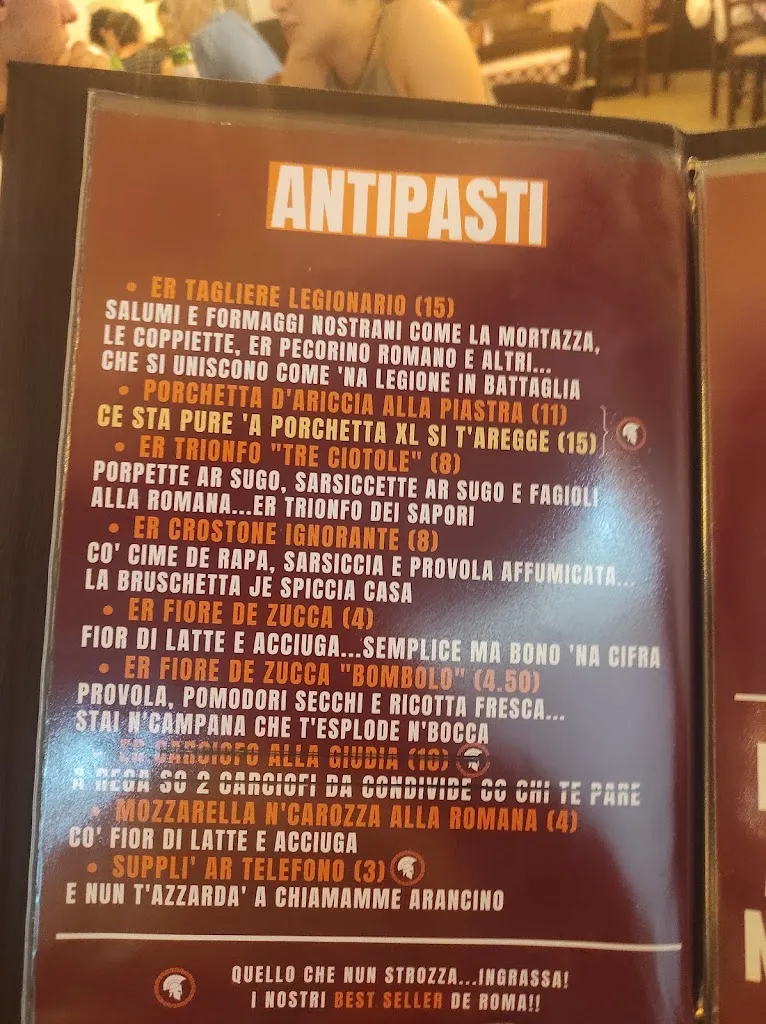 ANTIPASTI
• ER TAGLIERE LEGIONARIO (15)
SALUMI E FORMAGGI NOSTRANI COME LA MORTAZZA,
LE COPPIETTE, ER PECORINO ROMANO E ALTRI...
CHE SI UNISCONO COME 'NA LEGIONE IN BATTAGLIA
• PORCHETTA D'ARICCIA ALLA PIASTRA (11)
CE STA PURE 'A PORCHETTA XL SI T'AREGGE (15)
• ER TRIONFO "TRE CIOTOLE" (8)
PORPETTE AR SUGO, SARSICCETTE AR SUGO E FAGIOLI
ALLA ROMANA...ER TRIONFO DEI SAPORI
• ER CROSTONE IGNORANTE (8)
CO' CIME DE RAPA, SARSICCIA E PROVOLA AFFUMICATA...
LA BRUSCHETTA JE SPICCIA CASA
• ER FIORE DE ZUCCA (4)
FIOR DI LATTE E ACCIUGA...SEMPLICE MA BONO 'NA CIFRA
• ER FIORE DE ZUCCA "BOMBOLO" (4.50)
PROVOLA, POMODORI SECCHI E RICOTTA FRESCA...
STAI N'CAMPANA CHE T'ESPLODE N'BOCCA
• ER CARCIOFO ALLA GIUDIA (10)
A REGA SO 2 CARCIOFI DA CONDIVIDE CO CHI TE PARE
• MOZZARELLA N'CAROZZA ALLA ROMANA (4)
CO' FIOR DI LATTE E ACCIUGA
• SUPPLI' AR TELEFONO (3)
E NUN T'AZZARDA' A CHIAMAMME ARANCINO
QUELLO CHE NUN STROZZA...INGRASSA!
I NOSTRI BEST SELLER DE ROMA!!